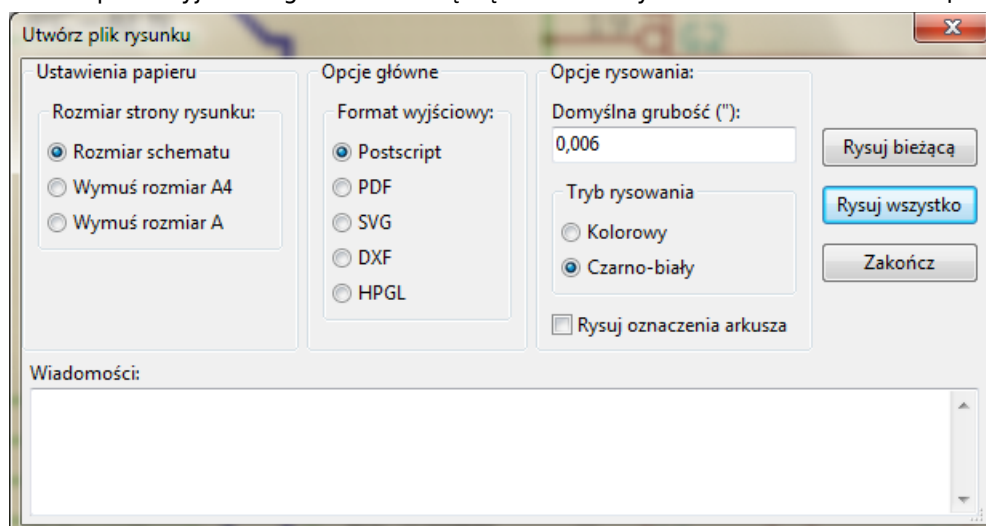 Utwórz plik rysunku
Ustawienia papieru
Rozmiar strony rysunku:
Rozmiar schematu
Wymuś rozmiar A4
Wymuś rozmiar A
Opcje główne
Format wyjściowy:
Postscript
PDF
SVG
DXF
HPGL
Opcje rysowania:
Domyślna grubość ("):
0,006
Tryb rysowania
Kolorowy
Czarno-biały
Rysuj oznaczenia arkusza
Rysuj bieżącą
Rysuj wszystko
Zakończ
Wiadomości: